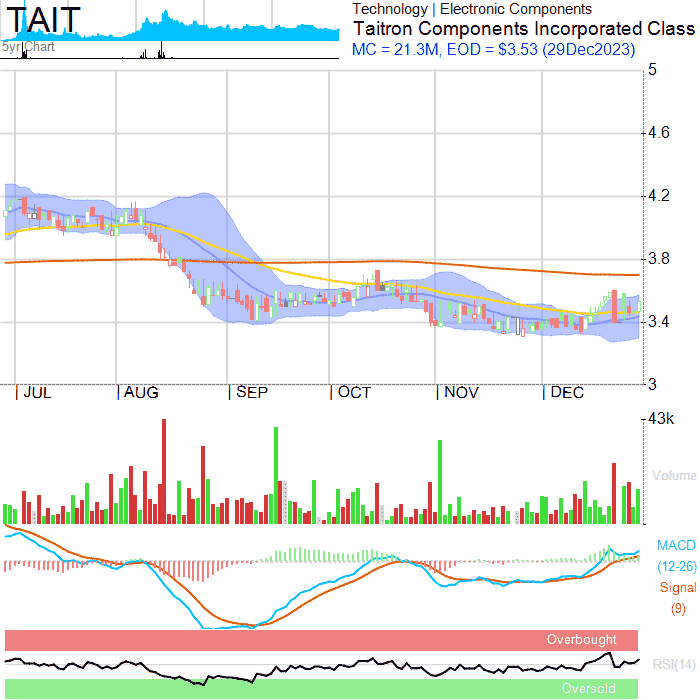 TAIT
5yr Chart
Technology | Electronic Components
Taitron Components Incorporated Class
MC = 21.3M, EOD = $3.53 (29Dec2023)
5
4.6
4.2
3.8
3.4
3
JUL
AUG
SEP
OCT
NOV
DEC
43k
Volume
MACD
(12-26)
Signal
(9)
Overbought
RSI(14)
Oversold